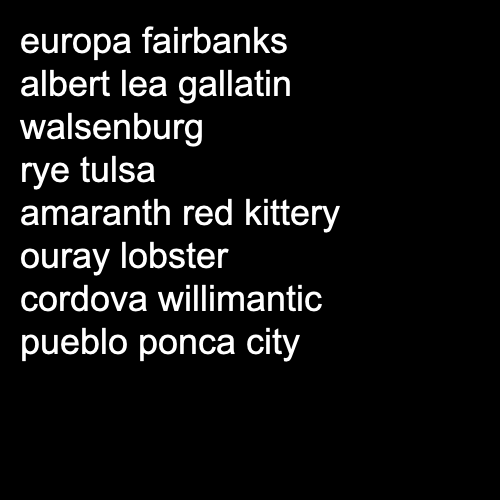 europa fairbanks
albert lea gallatin
walsenburg
rye tulsa
amaranth red kittery
ouray lobster
cordova willimantic
pueblo ponca city